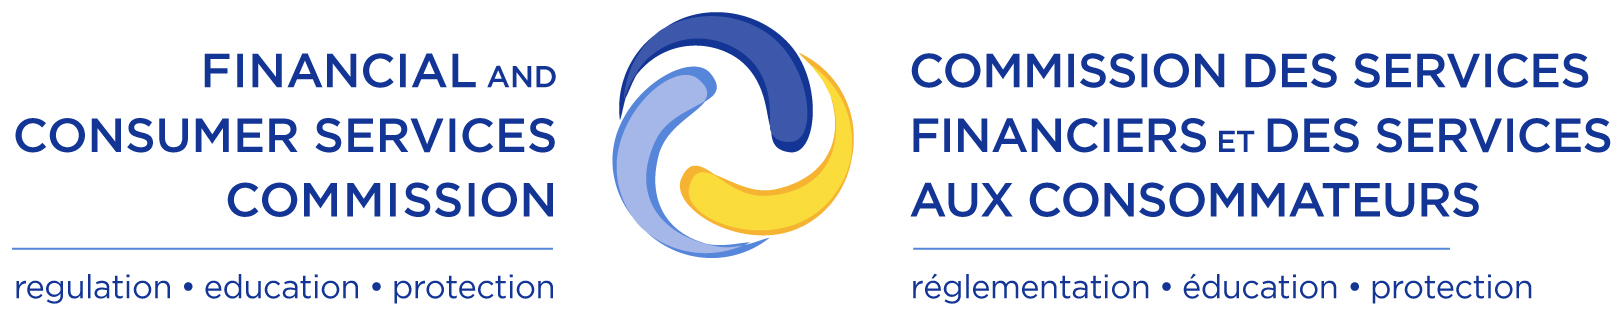 FINANCIAL AND
CONSUMER SERVICES
COMMISSION
regulation • education • protection
COMMISSION DES SERVICES
FINANCIERS ET DES SERVICES
AUX CONSOMMATEURS
réglementation • éducation • protection